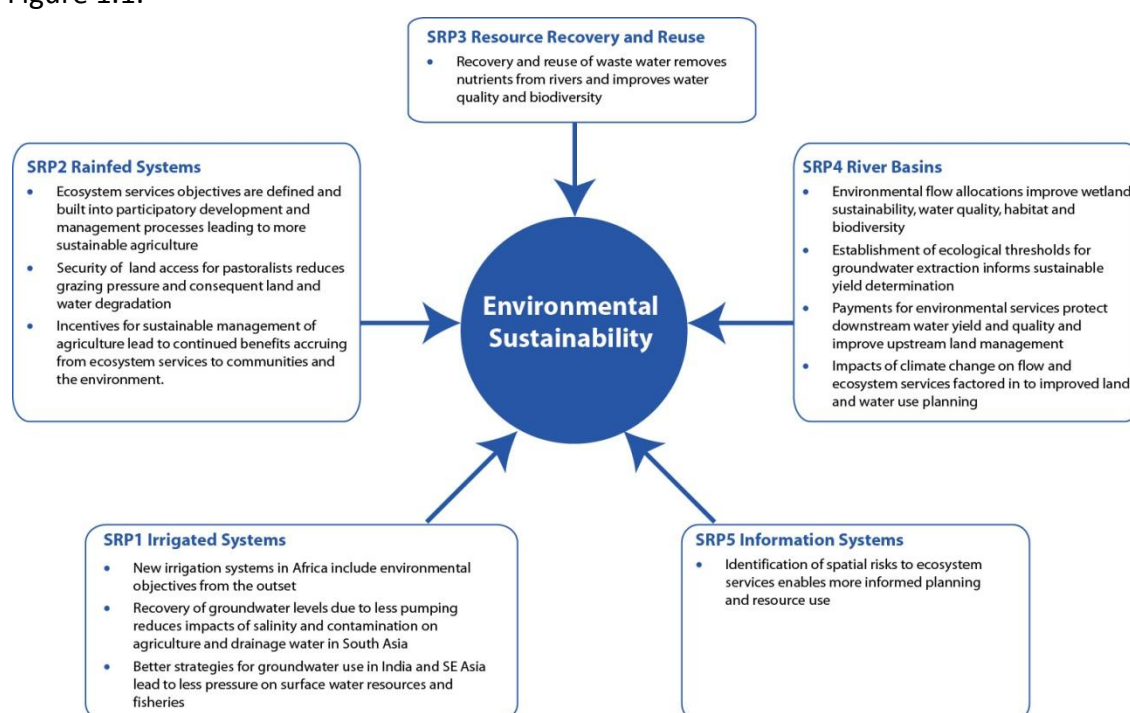 Figure 1.1.
SRP3 Resource Recovery and Reuse
• Recovery and reuse of waste water removes
nutrients from rivers and improves water
quality and biodiversity
SRP2 Rainfed Systems
• Ecosystem services objectives are defined and
built into participatory development and
management processes leading to more
sustainable agriculture
• Security of land access for pastoralists reduces
grazing pressure and consequent land and
water degradation
• Incentives for sustainable management of
agriculture lead to continued benefits accruing
from ecosystem services to communities and
the environment.
SRP4 River Basins
• Environmental flow allocations improve wetland
sustainability, water quality, habitat and
biodiversity
• Establishment of ecological thresholds for
groundwater extraction informs sustainable
yield determination
• Payments for environmental services protect
downstream water yield and quality and
improve upstream land management
• Impacts of climate change on flow and
ecosystem services factored in to improved land
and water use planning
Environmental
Sustainability
SRP1 Irrigated Systems
• New irrigation systems in Africa include environmental
objectives from the outset
• Recovery of groundwater levels due to less pumping
reduces impacts of salinity and contamination on
agriculture and drainage water in South Asia
• Better strategies for groundwater use in India and SE Asia
lead to less pressure on surface water resources and
fisheries
SRP5 Information Systems
• Identification of spatial risks to ecosystem
services enables more informed planning
and resource use